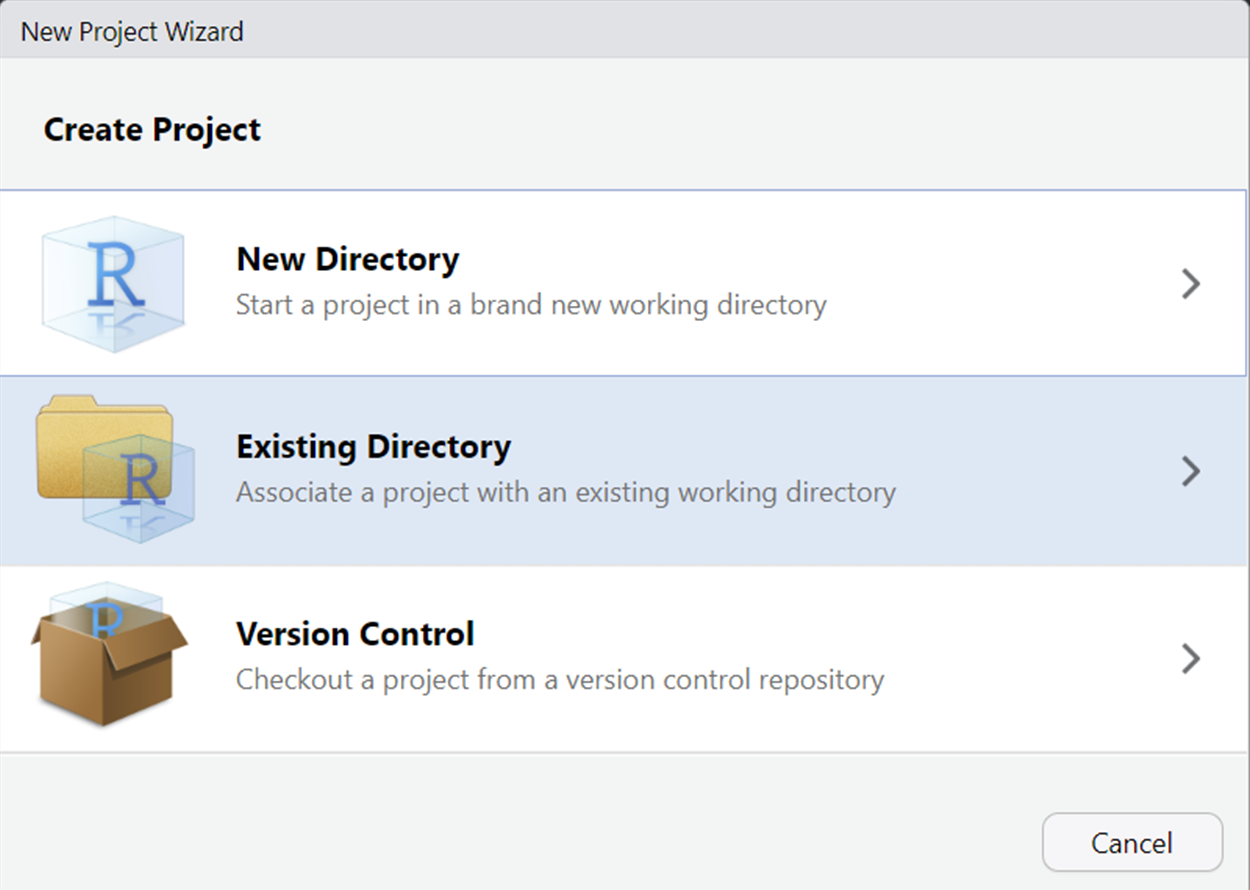 New Project Wizard
Create Project
R
New Directory
Start a project in a brand new working directory
R
Existing Directory
Associate a project with an existing working directory
R
Version Control
Checkout a project from a version control repository
Cancel